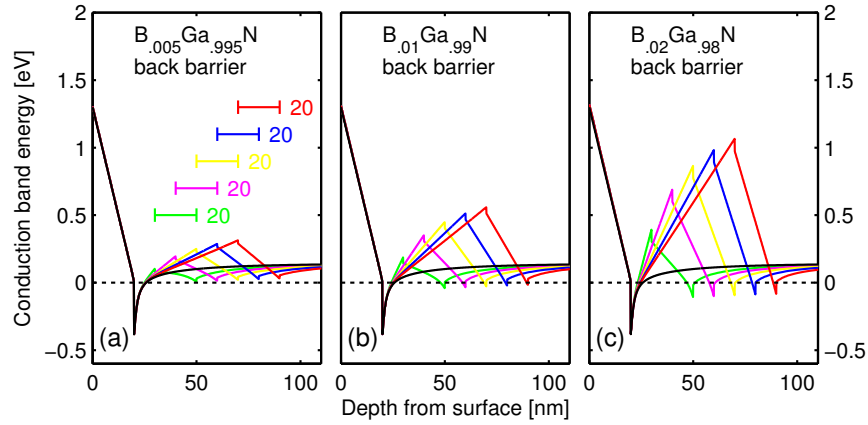 B.005Ga.995N
back barrier
B.01Ga.99N
back barrier
B.02Ga.98N
back barrier
Conduction band energy [eV]
2
1.5
1
0.5
0
−0.5
20
20
20
20
20
(a)
(b)
(c)
2
1.5
1
0.5
0
−0.5
0
50
100
0
50
100
0
50
100
Depth from surface [nm]